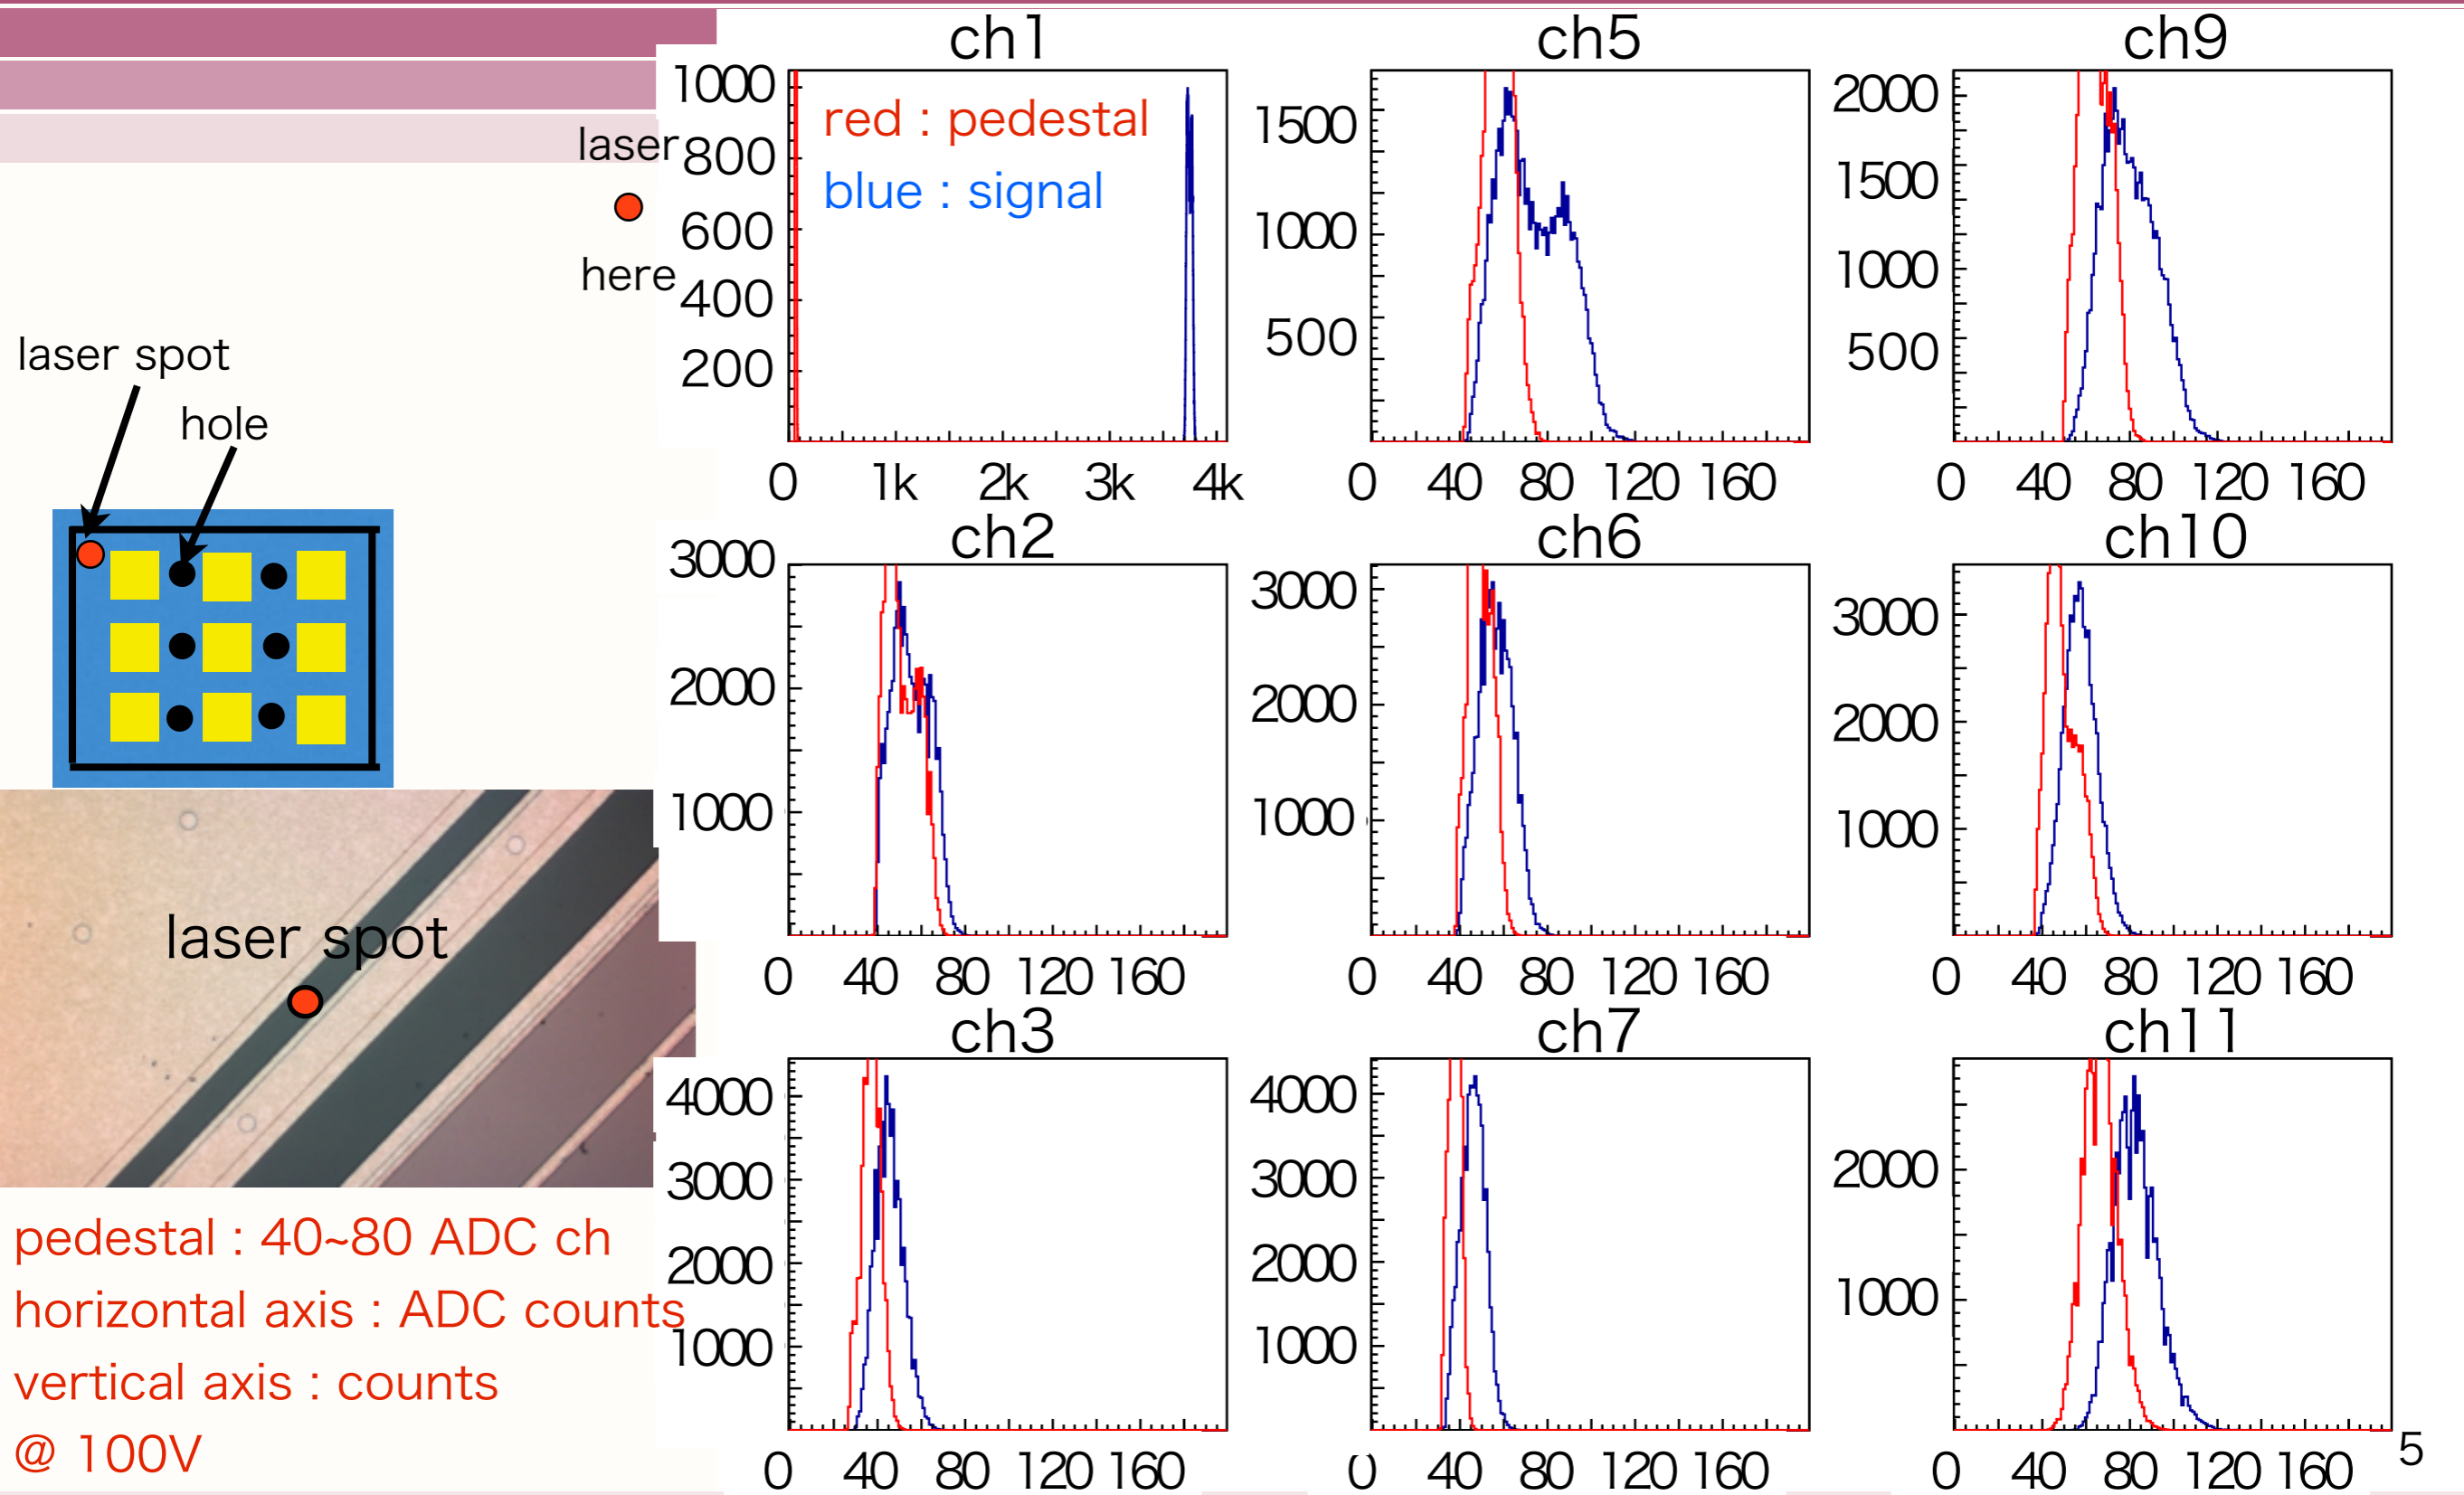 laser
here
laser spot
hole
laser spot
pedestal : 40~80 ADC ch
horizontal axis : ADC counts
vertical axis : counts
@ 100V
ch1
1000
800
600
400
200
red : pedestal
blue : signal
0 1k 2k 3k 4k
ch5
1500
1000
500
0 40 80 120 160
ch9
2000
1500
1000
500
0 40 80 120 160
ch2
3000
2000
1000
0 40 80 120 160
ch6
3000
2000
1000
0 40 80 120 160
ch10
3000
2000
1000
0 40 80 120 160
ch3
4000
3000
2000
1000
0 40 80 120 160
ch7
4000
3000
2000
1000
0 40 80 120 160
ch11
2000
1000
0 40 80 120 160
5